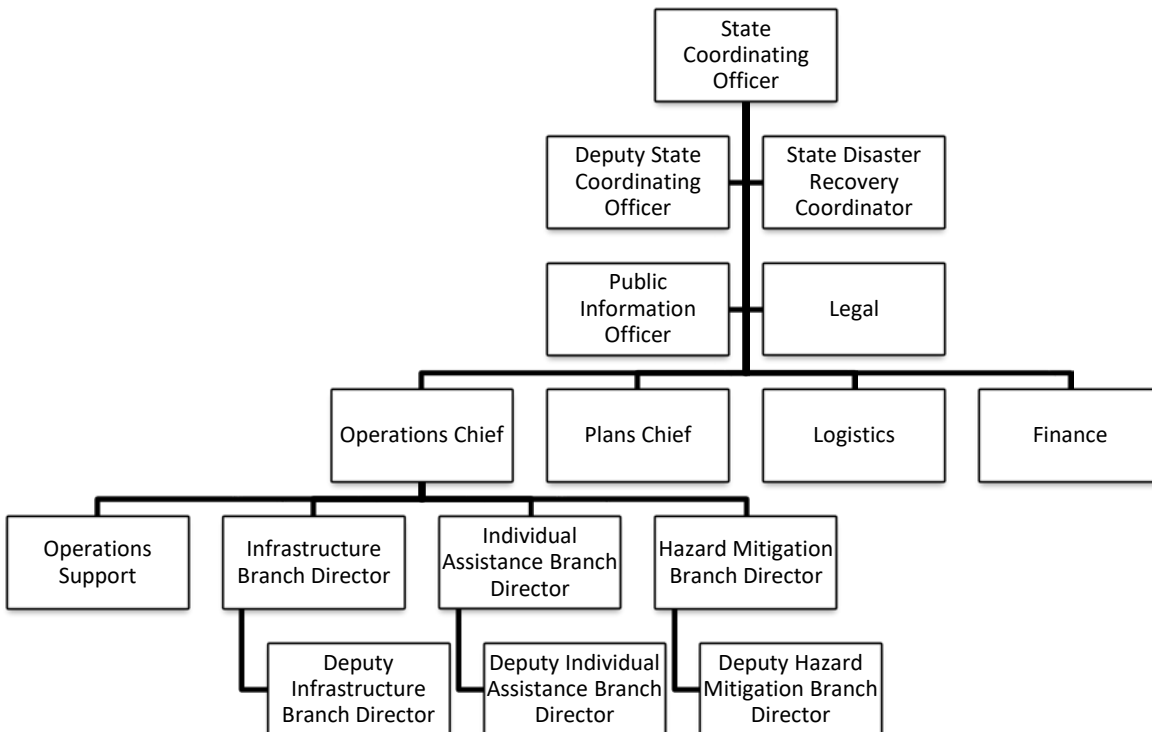 State
Coordinating
Officer
Deputy State
Coordinating
Officer
State Disaster
Recovery
Coordinator
Public
Information
Officer
Legal
Operations Chief
Plans Chief
Logistics
Finance
Operations
Support
Infrastructure
Branch Director
Individual
Assistance Branch
Director
Hazard Mitigation
Branch Director
Deputy
Infrastructure
Branch Director
Deputy Individual
Assistance Branch
Director
Deputy Hazard
Mitigation Branch
Director